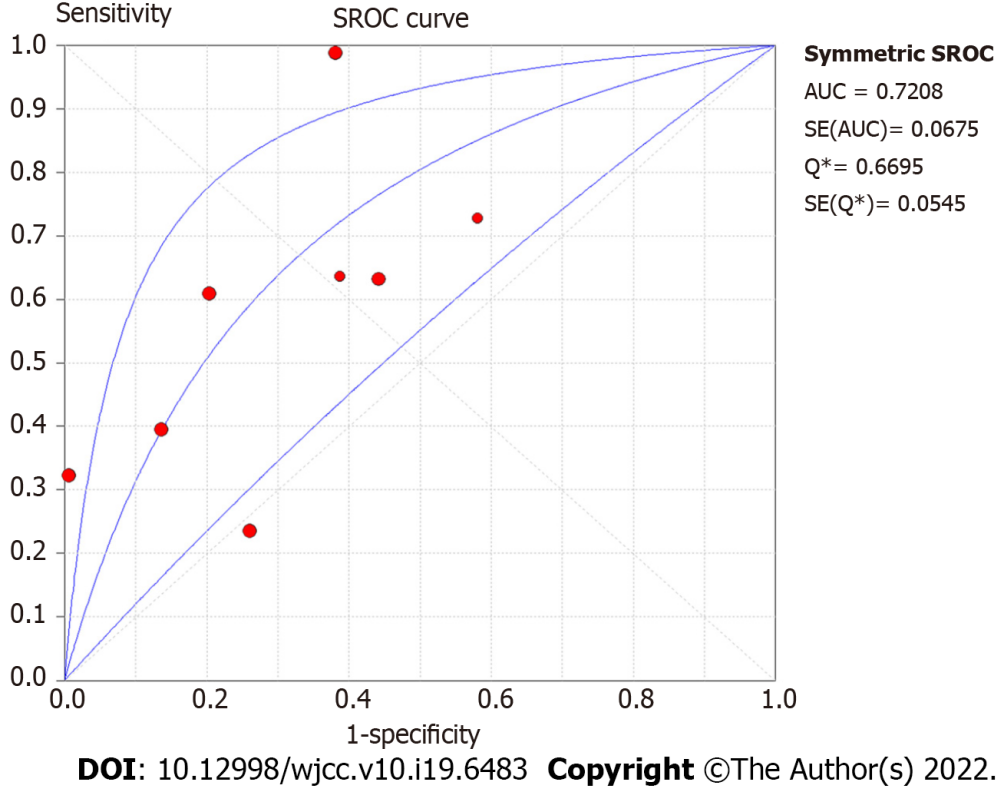 Sensitivity
SROC curve
1.0
0.9
0.8
0.7
0.6
0.5
0.4
0.3
0.2
0.1
0.0
0.0 0.2 0.4 0.6 0.8 1.0
1-specificity
Symmetric SROC
AUC = 0.7208
SE(AUC)= 0.0675
Q*= 0.6695
SE(Q*)= 0.0545
DOI: 10.12998/wjcc.v10.i19.6483 Copyright ©The Author(s) 2022.